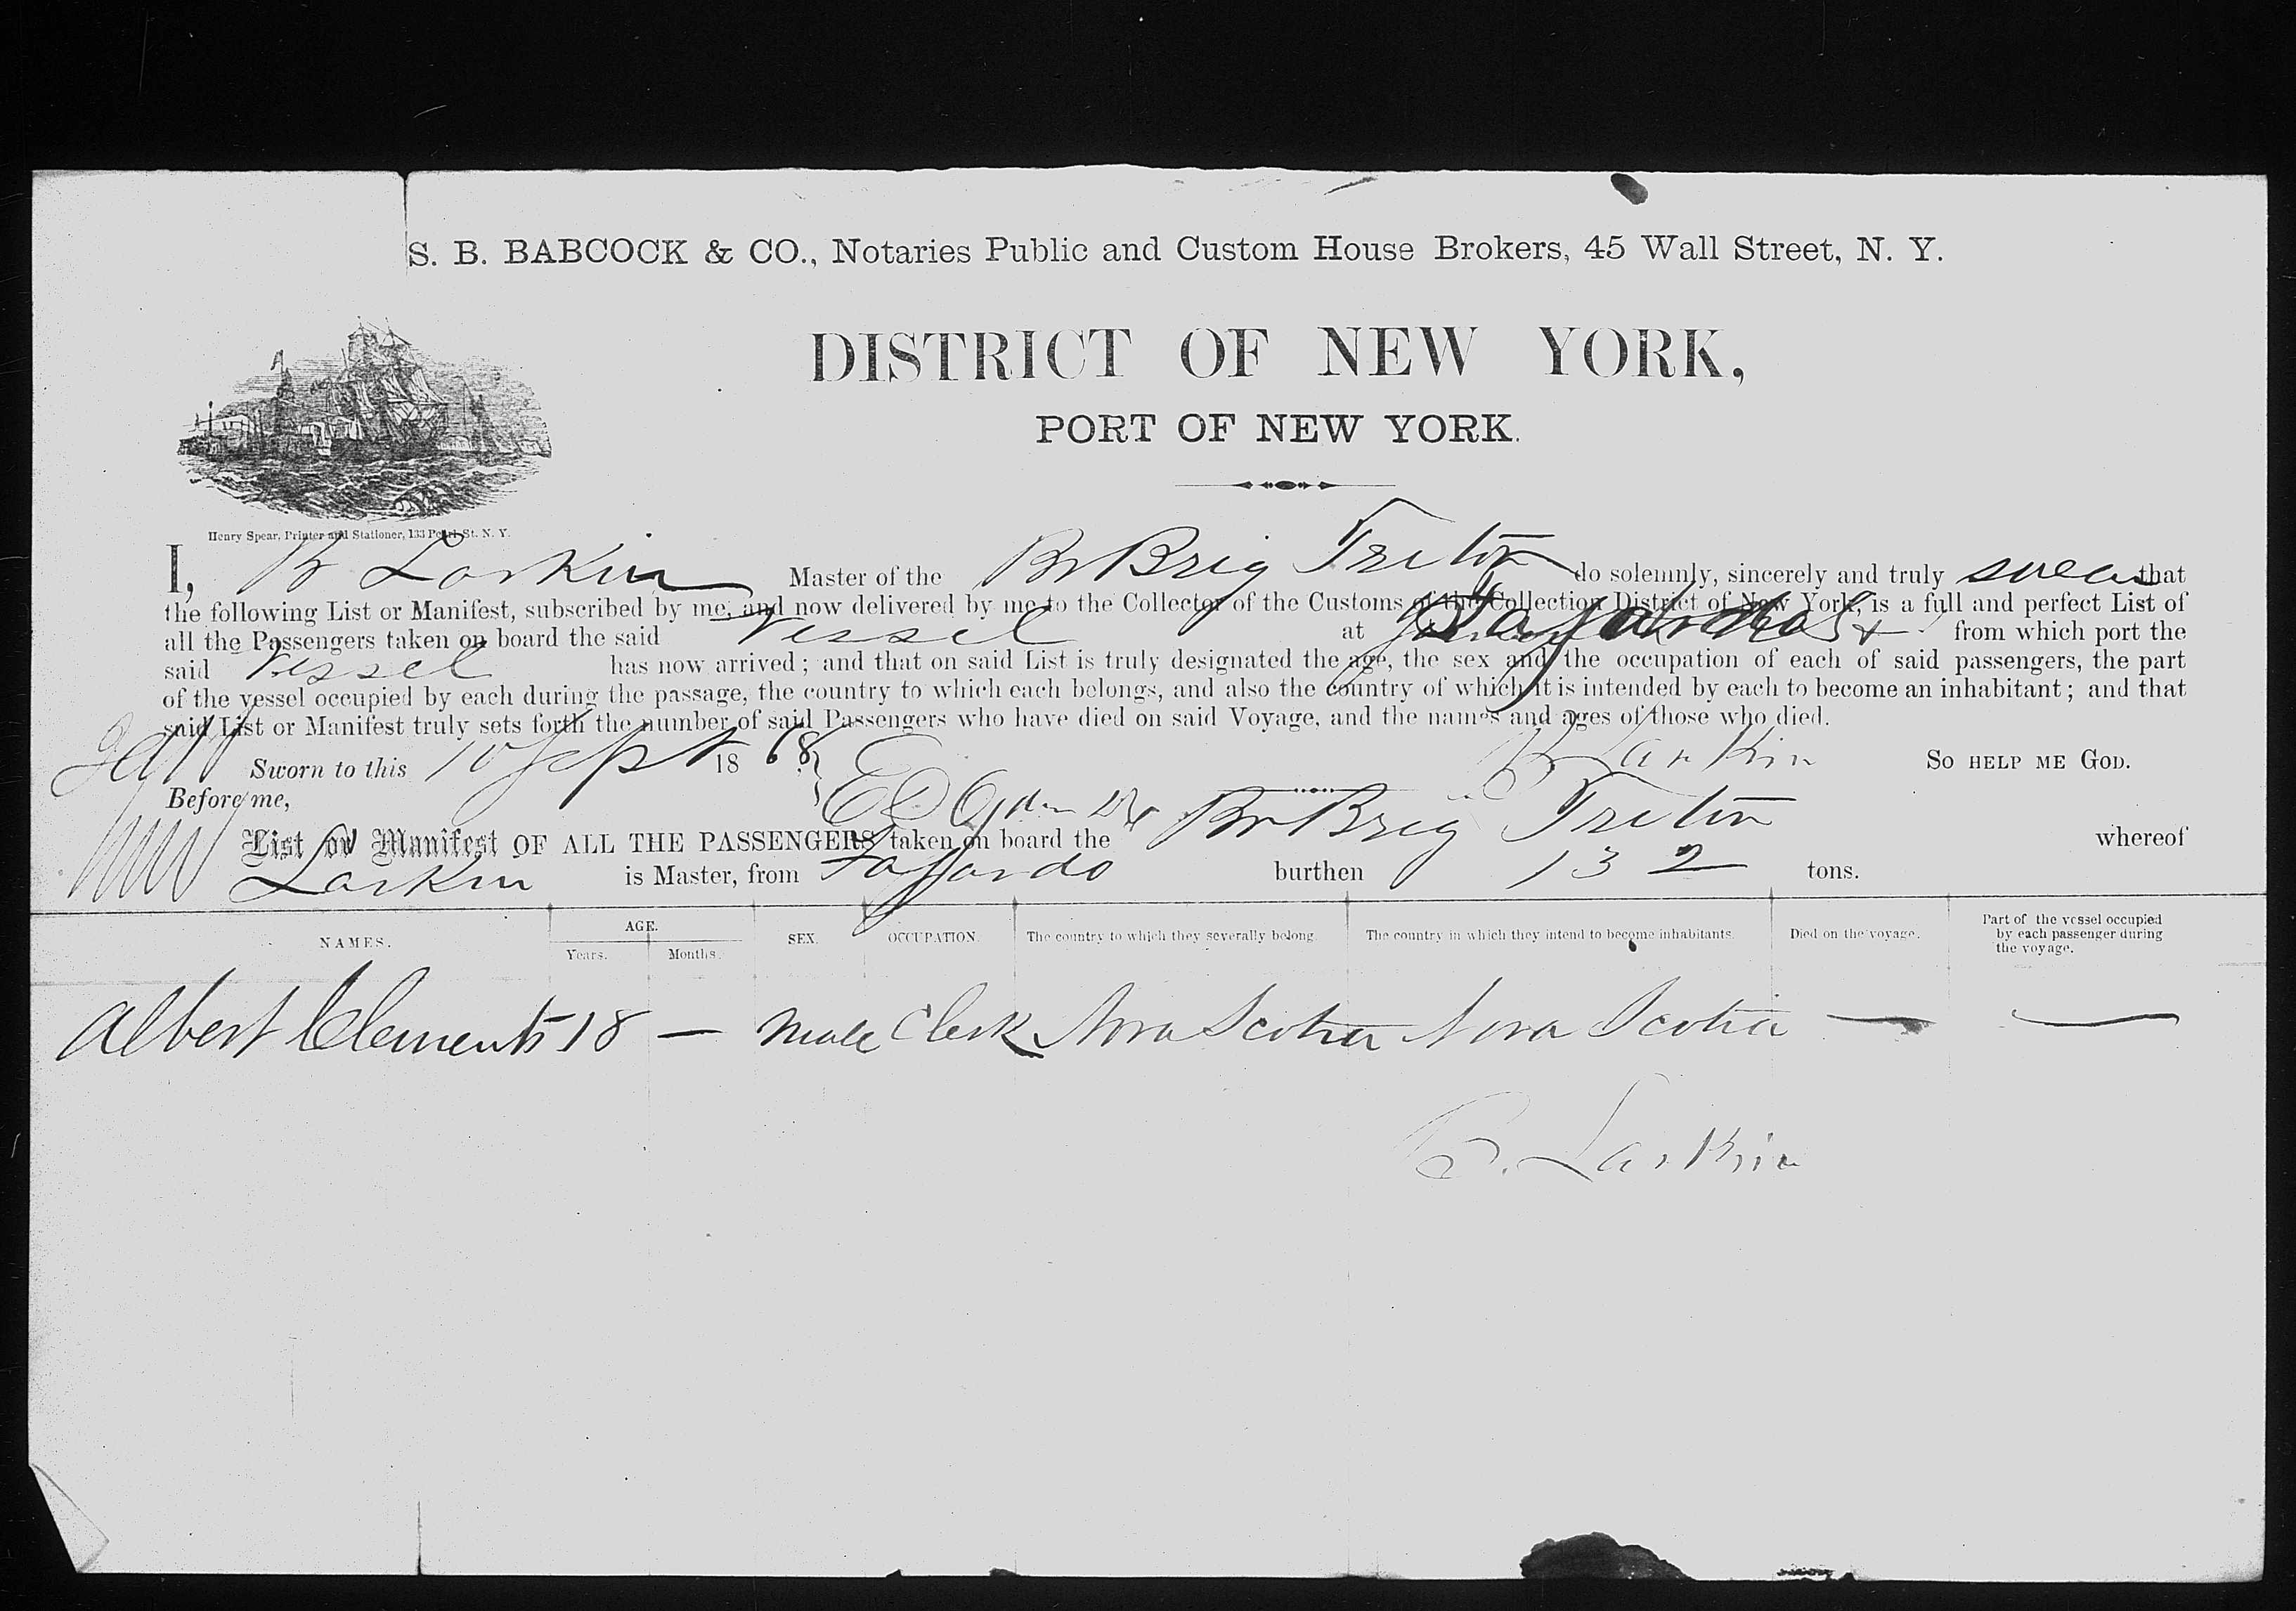 S. B. BABCOCK & CO., Notaries Public and Custom House Brokers, 45 Wall Street, N. Y.
DISTRICT OF NEW YORK,
PORT OF NEW YORK.
Henry Spear, Printer and Stationer, 133 Pearl St. N. Y.
I, B Larkin Master of the Br Brig Triton do solemnly, sincerely and truly swear that
the following List or Manifest, subscribed by me, and now delivered by me to the Collector of the Customs of the Collection District of New York, is a full and perfect List of
all the Passengers taken on board the said Vessel at from which port the
said Vessel has now arrived; and that on said List is truly designated the age, the sex and the occupation of each of said passengers, the part
of the vessel occupied by each during the passage, the country to which each belongs, and also the country of which it is intended by each to become an inhabitant; and that
said List or Manifest truly sets forth the number of said Passengers who have died on said Voyage, and the names and ages of those who died.
Sworn to this 10 Sept 1868 B Larkin SO HELP ME GOD.
Before me, E D Ogden
List or Manifest OF ALL THE PASSENGERS taken on board the Br Brig Triton whereof
Larkin is Master, from Fajardo burthen 132 tons.
NAMES. AGE. Years. Months. SEX. OCCUPATION. The country to which they severally belong. The country in which they intend to become inhabitants. Died on the voyage. Part of the vessel occupied by each passenger during the voyage.
Albert Clements 18 — Male Clerk Nova Scotia Nova Scotia — —
B. Larkin